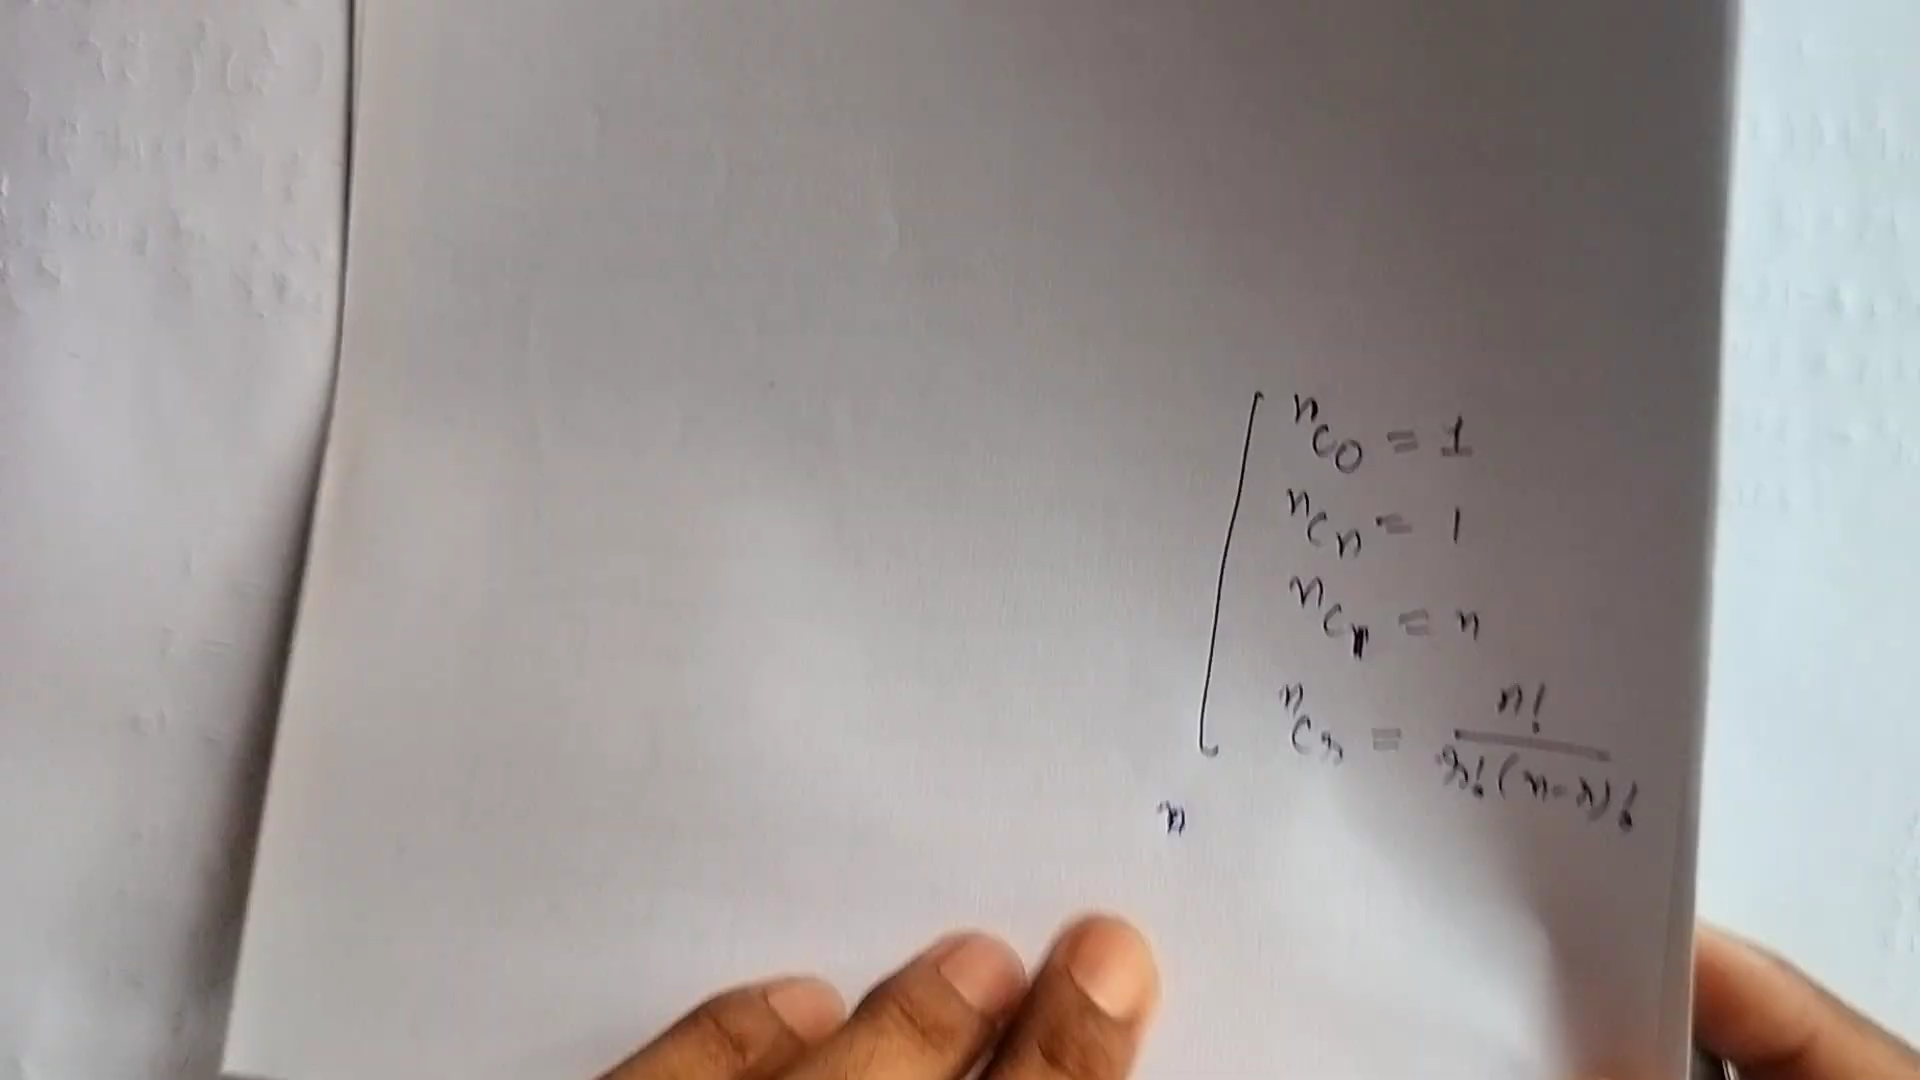 ⁿC₀ = 1
ⁿCₙ = 1
ⁿC₁ = n
ⁿCᵣ = n! / r!(n-r)!
n